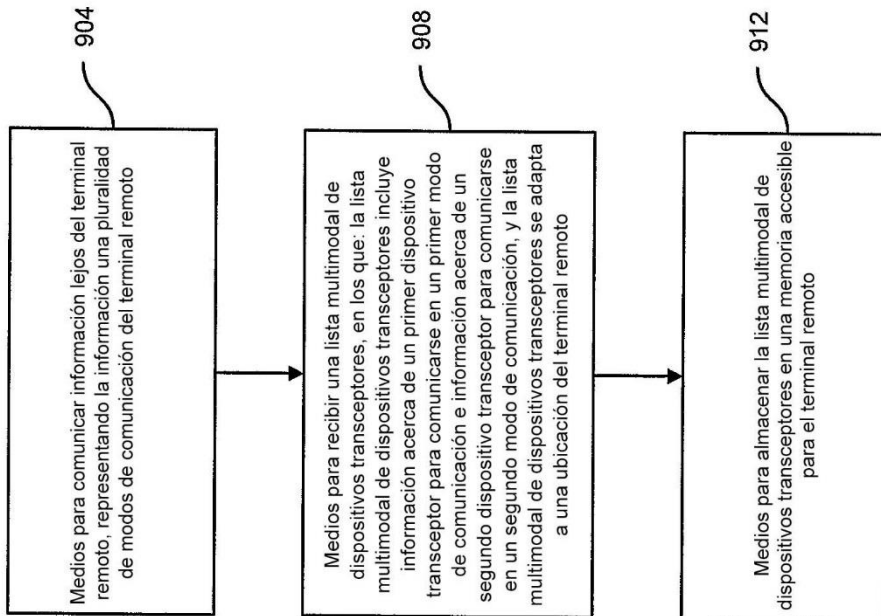 Medios para comunicar información lejos del terminal
remoto, representando la información una pluralidad
de modos de comunicación del terminal remoto
904
Medios para recibir una lista multimodal de
dispositivos transceptores, en los que: la lista
multimodal de dispositivos transceptores incluye
información acerca de un primer dispositivo
transceptor para comunicarse en un primer modo
de comunicación e información acerca de un
segundo dispositivo transceptor para comunicarse
en un segundo modo de comunicación, y la lista
multimodal de dispositivos transceptores se adapta
a una ubicación del terminal remoto
908
Medios para almacenar la lista multimodal de
dispositivos transceptores en una memoria accesible
para el terminal remoto
912